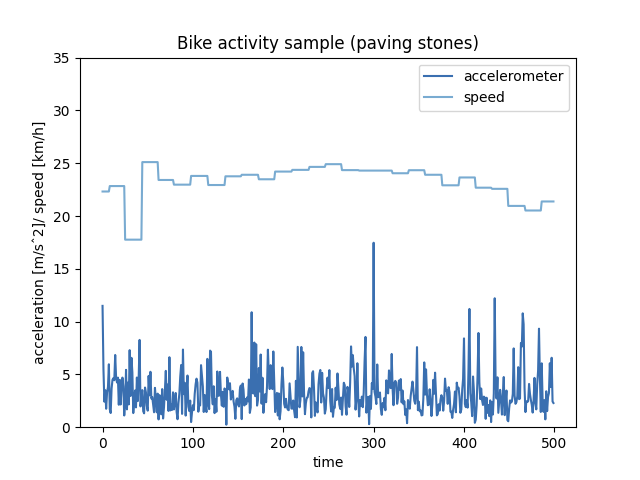 Bike activity sample (paving stones)
accelerometer
speed
acceleration [m/s^2]/ speed [km/h]
35
30
25
20
15
10
5
0
0 100 200 300 400 500
time